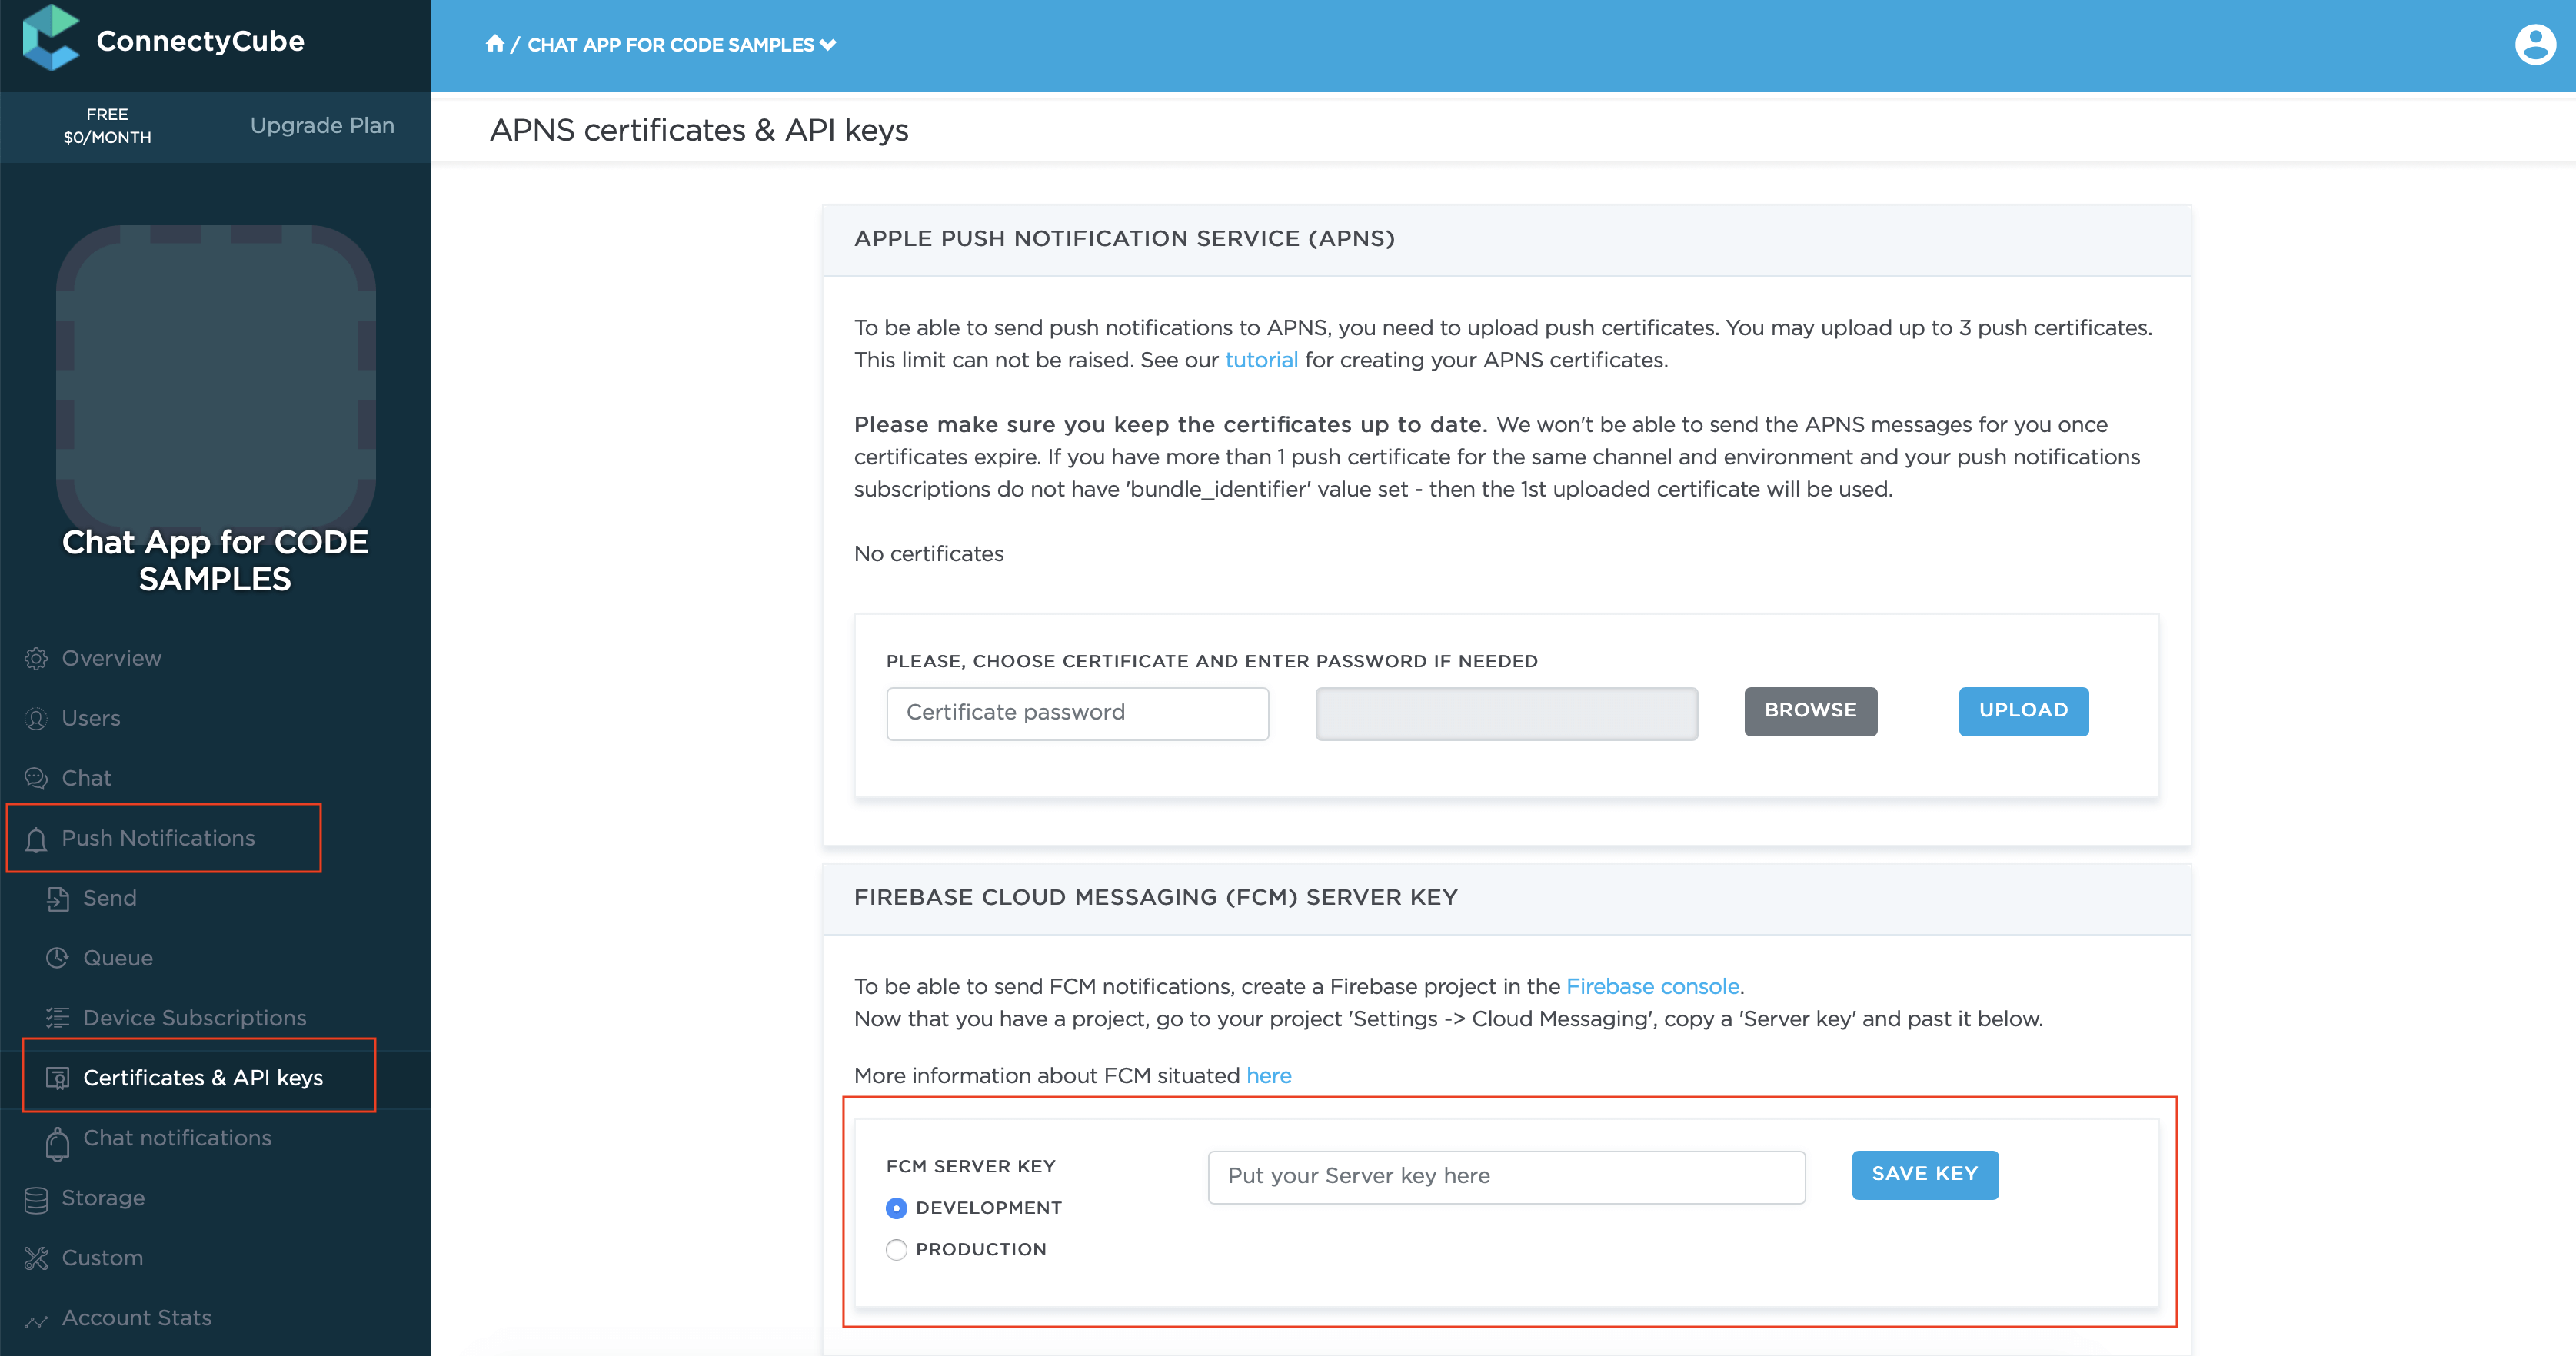 ConnectyCube
FREE
$0/MONTH
Upgrade Plan
Chat App for CODE
SAMPLES
Overview
Users
Chat
Push Notifications
Send
Queue
Device Subscriptions
Certificates & API keys
Chat notifications
Storage
Custom
Account Stats
/ CHAT APP FOR CODE SAMPLES
APNS certificates & API keys
APPLE PUSH NOTIFICATION SERVICE (APNS)
To be able to send push notifications to APNS, you need to upload push certificates. You may upload up to 3 push certificates.
This limit can not be raised. See our tutorial for creating your APNS certificates.
Please make sure you keep the certificates up to date. We won't be able to send the APNS messages for you once
certificates expire. If you have more than 1 push certificate for the same channel and environment and your push notifications
subscriptions do not have 'bundle_identifier' value set - then the 1st uploaded certificate will be used.
No certificates
PLEASE, CHOOSE CERTIFICATE AND ENTER PASSWORD IF NEEDED
Certificate password
BROWSE
UPLOAD
FIREBASE CLOUD MESSAGING (FCM) SERVER KEY
To be able to send FCM notifications, create a Firebase project in the Firebase console.
Now that you have a project, go to your project 'Settings -> Cloud Messaging', copy a 'Server key' and past it below.
More information about FCM situated here
FCM SERVER KEY
DEVELOPMENT
PRODUCTION
Put your Server key here
SAVE KEY